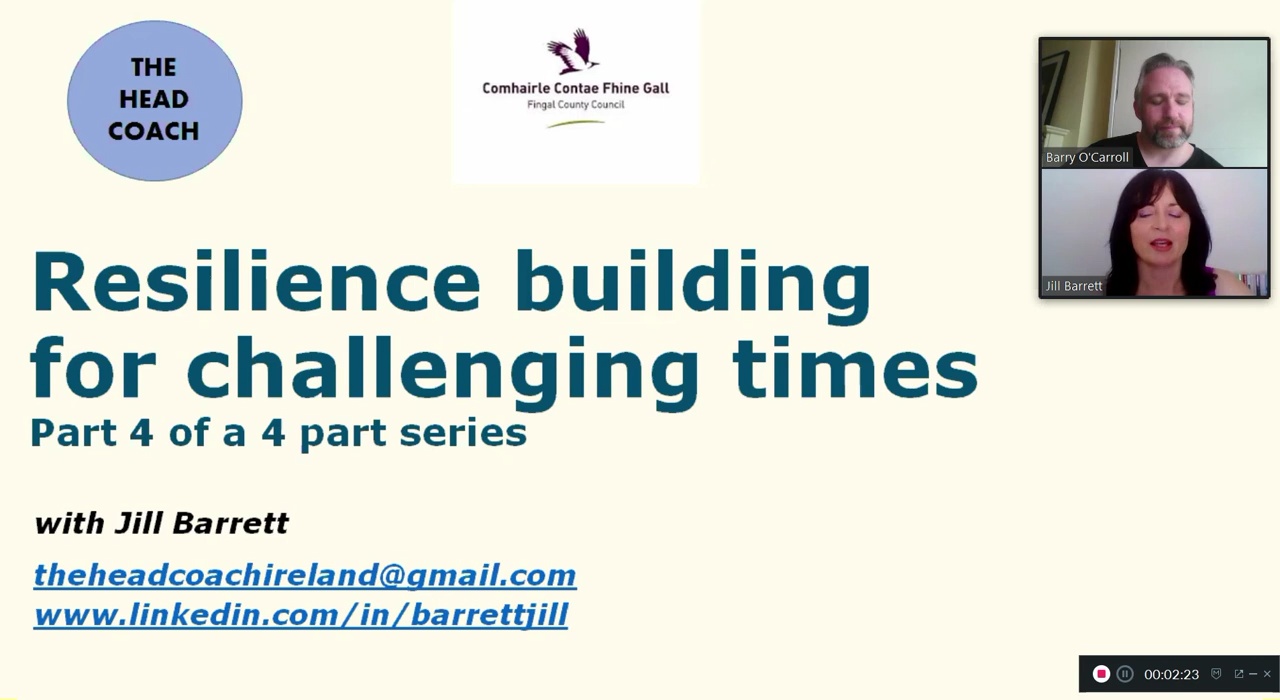 THE
HEAD
COACH
Comhairle Contae Fhine Gall
Fingal County Council
Barry O'Carroll
Jill Barrett
Resilience building
for challenging times
Part 4 of a 4 part series
with Jill Barrett
theheadcoachireland@gmail.com
www.linkedin.com/in/barrettjill
00:02:23